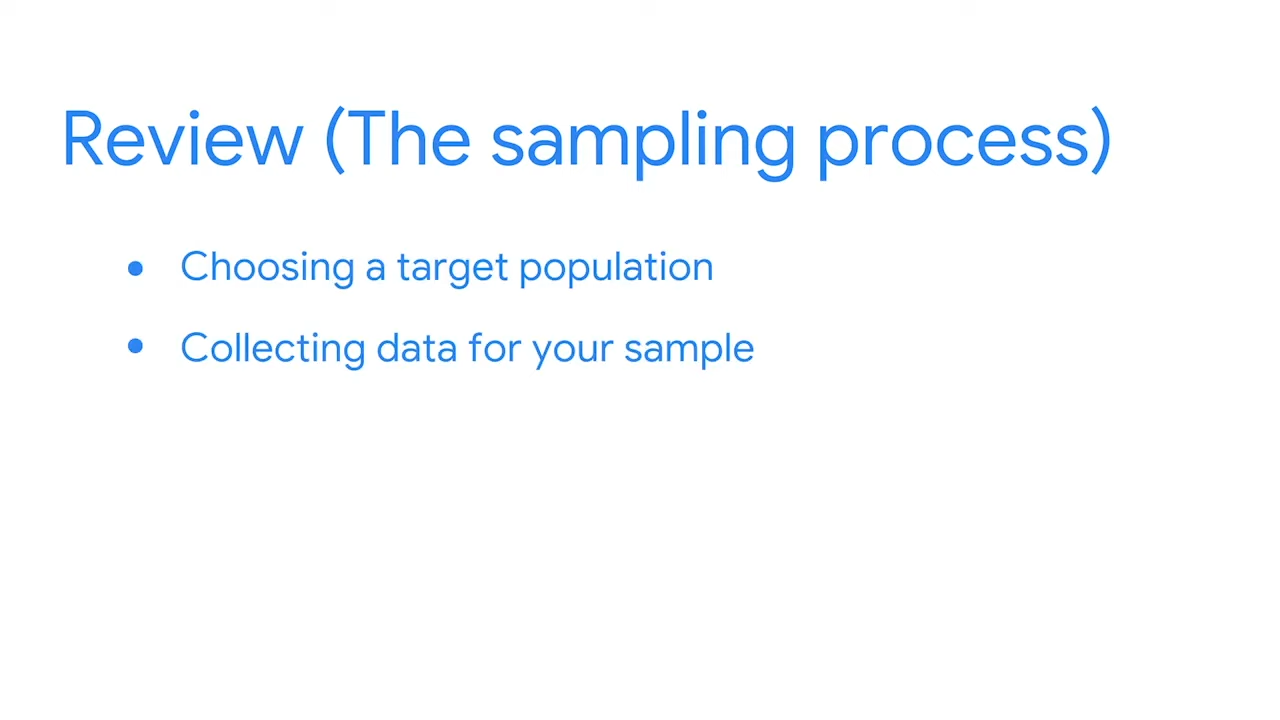 Review (The sampling process)
• Choosing a target population
• Collecting data for your sample